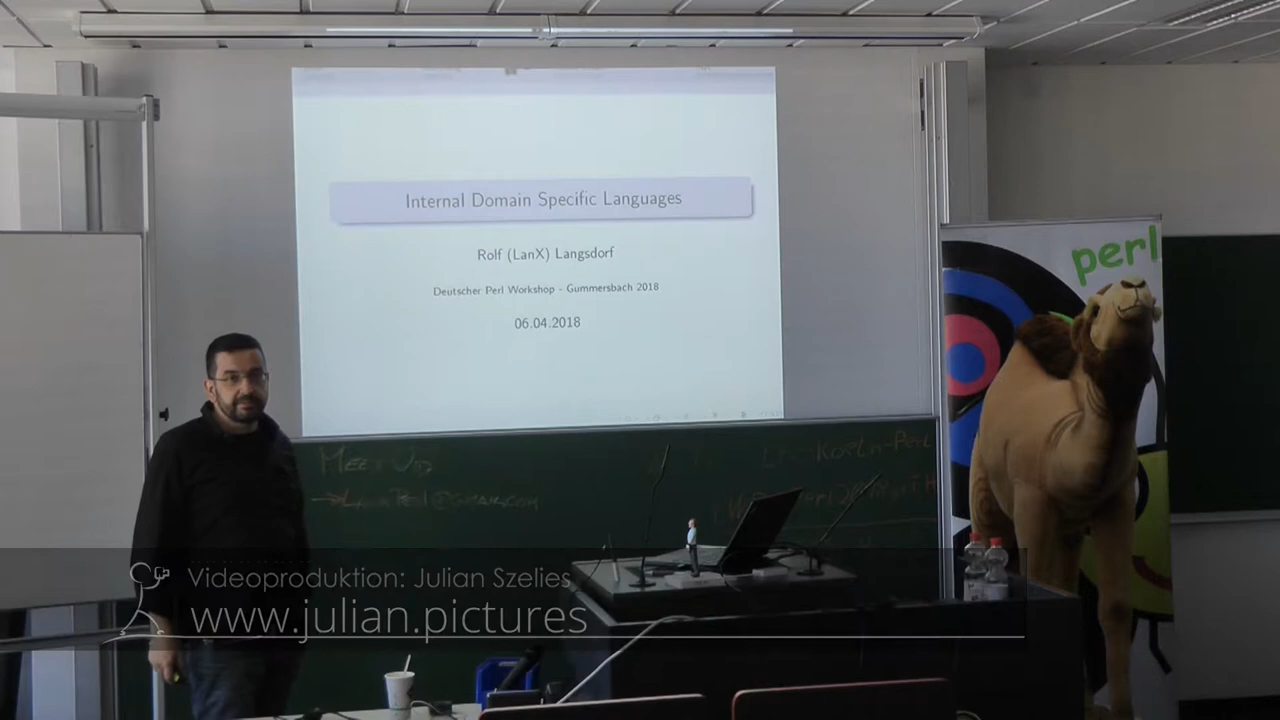 Internal Domain Specific Languages
Rolf (LanX) Langsdorf
Deutscher Perl Workshop - Gummersbach 2018
06.04.2018
perl
Videoproduktion: Julian Szelies
www.julian.pictures